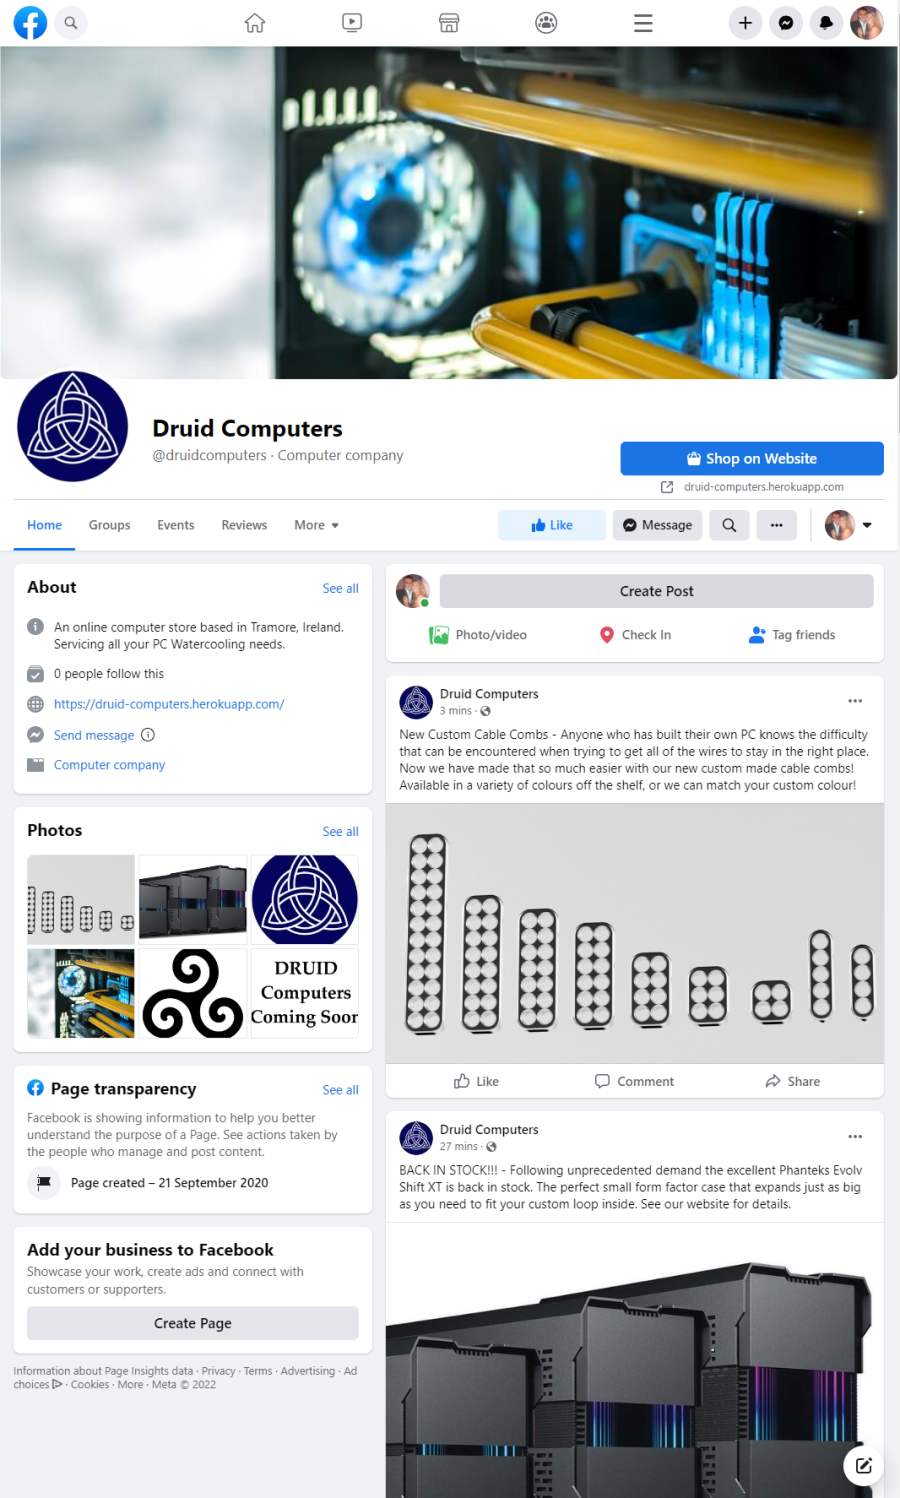 Druid Computers
@druidcomputers · Computer company
Shop on Website
druid-computers.herokuapp.com
Home
Groups
Events
Reviews
More
Like
Message
About
See all
An online computer store based in Tramore, Ireland.
Servicing all your PC Watercooling needs.
0 people follow this
https://druid-computers.herokuapp.com/
Send message
Computer company
Photos
See all
DRUID
Computers
Coming Soon
Page transparency
See all
Facebook is showing information to help you better
understand the purpose of a Page. See actions taken by
the people who manage and post content.
Page created – 21 September 2020
Add your business to Facebook
Showcase your work, create ads and connect with
customers or supporters.
Create Page
Information about Page Insights data · Privacy · Terms · Advertising · Ad
choices · Cookies · More · Meta © 2022
Create Post
Photo/video
Check In
Tag friends
Druid Computers
3 mins ·
New Custom Cable Combs - Anyone who has built their own PC knows the difficulty
that can be encountered when trying to get all of the wires to stay in the right place.
Now we have made that so much easier with our new custom made cable combs!
Available in a variety of colours off the shelf, or we can match your custom colour!
Like
Comment
Share
Druid Computers
27 mins ·
BACK IN STOCK!!! - Following unprecedented demand the excellent Phanteks Evolv
Shift XT is back in stock. The perfect small form factor case that expands just as big
as you need to fit your custom loop inside. See our website for details.